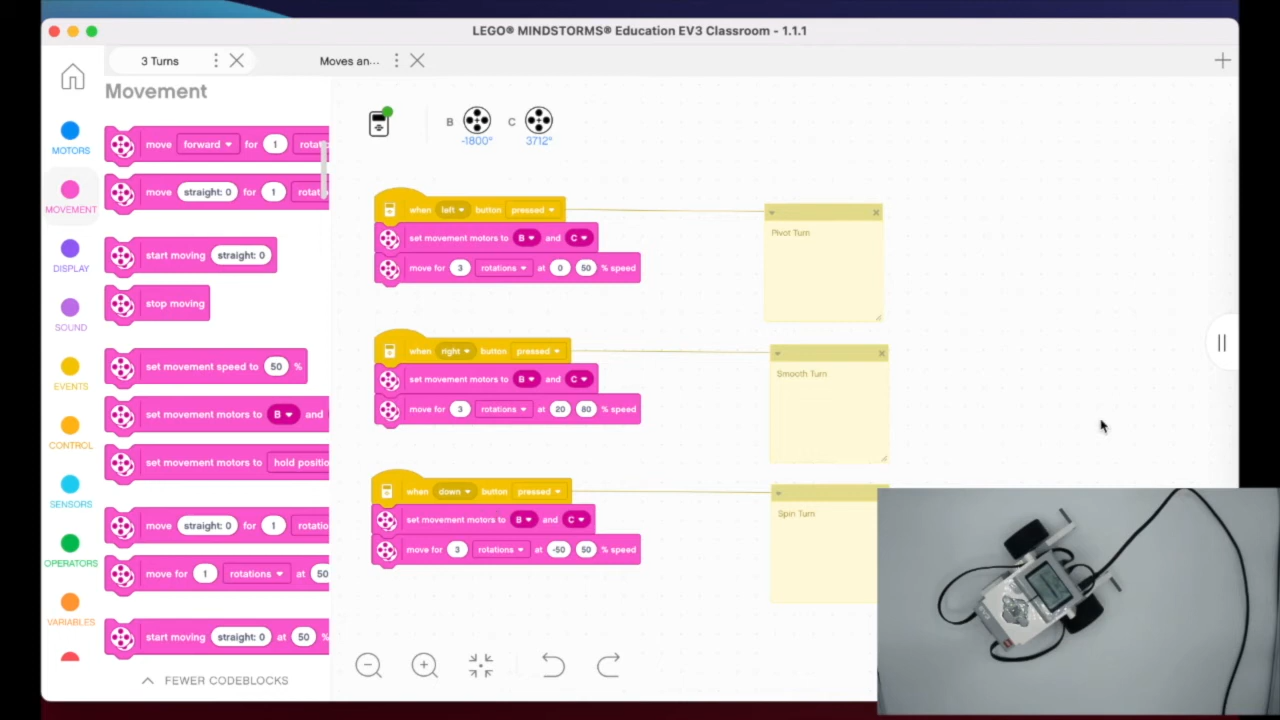 LEGO® MINDSTORMS® Education EV3 Classroom - 1.1.1
3 Turns
Moves an...
Movement
MOTORS
MOVEMENT
DISPLAY
SOUND
EVENTS
CONTROL
SENSORS
OPERATORS
VARIABLES
move forward for 1
move straight: 0 for 1
start moving straight: 0
stop moving
set movement speed to 50 %
set movement motors to B and
set movement motors to
move straight: 0 for 1
move for 1 rotations at 50
start moving straight: 0 at 50 %
FEWER CODEBLOCKS
B -1800°
C 3712°
when left button pressed
set movement motors to B and C
move for 3 rotations at 0 50 % speed
Pivot Turn
when right button pressed
set movement motors to B and C
move for 3 rotations at 20 80 % speed
Smooth Turn
when down button pressed
set movement motors to B and C
move for 3 rotations at -50 50 % speed
Spin Turn